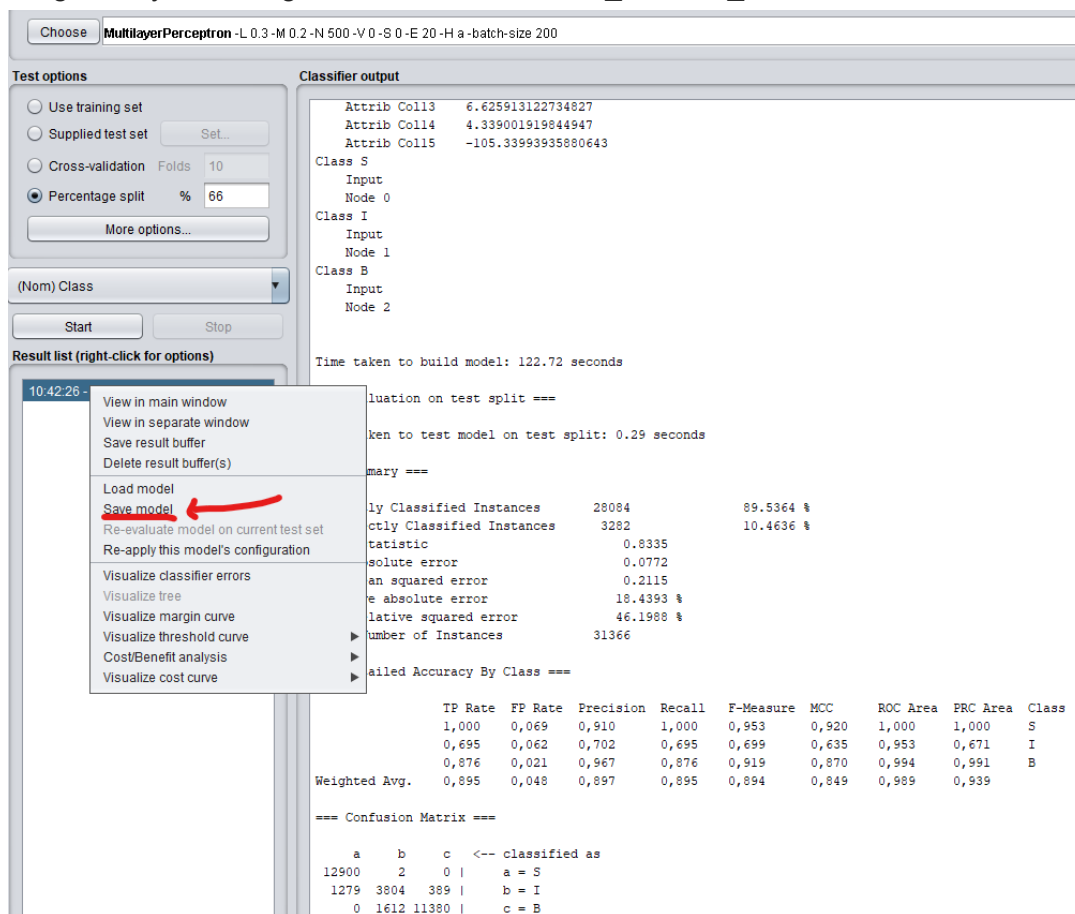 Choose MultilayerPerceptron -L 0.3 -M 0.2 -N 500 -V 0 -S 0 -E 20 -H a -batch-size 200
Test options
Use training set
Supplied test set Set...
Cross-validation Folds 10
Percentage split % 66
More options...
(Nom) Class
Start Stop
Result list (right-click for options)
10:42:26 -
View in main window
View in separate window
Save result buffer
Delete result buffer(s)
Load model
Save model
Re-evaluate model on current test set
Re-apply this model's configuration
Visualize classifier errors
Visualize tree
Visualize margin curve
Visualize threshold curve
Cost/Benefit analysis
Visualize cost curve
Classifier output
Attrib Col13 6.625913122734827
Attrib Col14 4.339001919844947
Attrib Col15 -105.33993935880643
Class S
Input
Node 0
Class I
Input
Node 1
Class B
Input
Node 2
Time taken to build model: 122.72 seconds
luation on test split ===
ken to test model on test split: 0.29 seconds
mary ===
ly Classified Instances 28084 89.5364 %
ctly Classified Instances 3282 10.4636 %
tatistic 0.8335
solute error 0.0772
an squared error 0.2115
e absolute error 18.4393 %
lative squared error 46.1988 %
umber of Instances 31366
ailed Accuracy By Class ===
TP Rate FP Rate Precision Recall F-Measure MCC ROC Area PRC Area Class
1,000 0,069 0,910 1,000 0,953 0,920 1,000 1,000 S
0,695 0,062 0,702 0,695 0,699 0,635 0,953 0,671 I
0,876 0,021 0,967 0,876 0,919 0,870 0,994 0,991 B
Weighted Avg. 0,895 0,048 0,897 0,895 0,894 0,849 0,989 0,939
=== Confusion Matrix ===
a b c <-- classified as
12900 2 0 | a = S
1279 3804 389 | b = I
0 1612 11380 | c = B